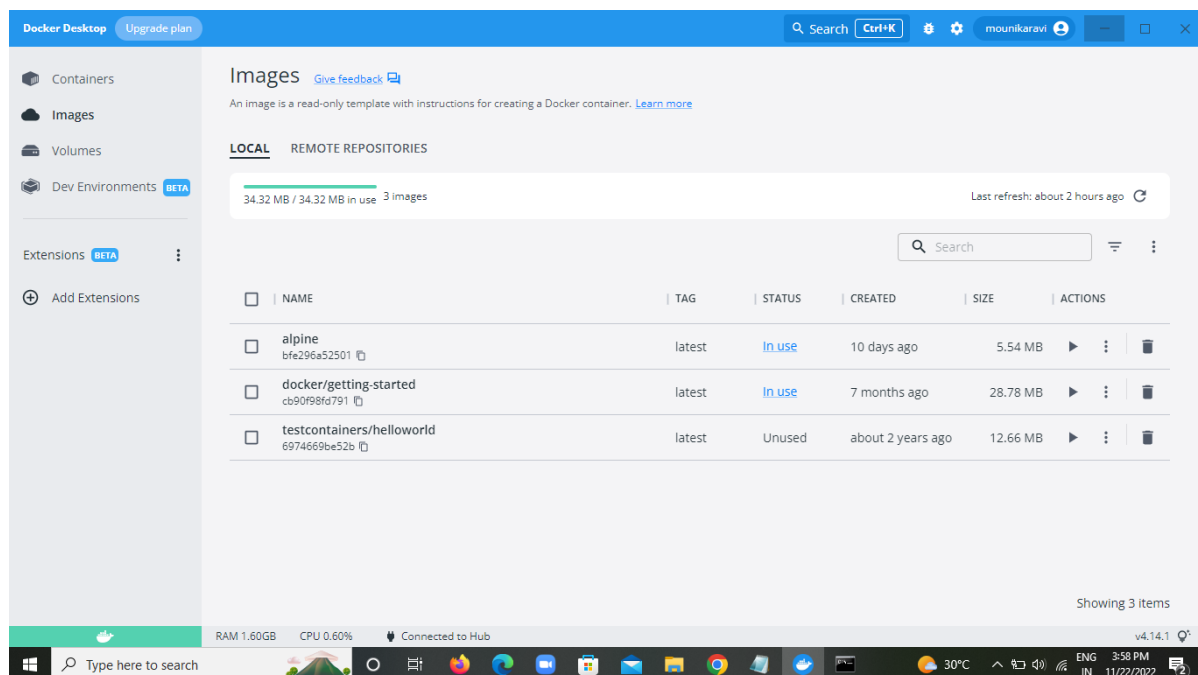 Docker Desktop Upgrade plan Search Ctrl+K mounikaravi
Containers
Images
Volumes
Dev Environments BETA
Extensions BETA
Add Extensions
Images Give feedback
An image is a read-only template with instructions for creating a Docker container. Learn more
LOCAL REMOTE REPOSITORIES
34.32 MB / 34.32 MB in use 3 images Last refresh: about 2 hours ago
Search
NAME TAG STATUS CREATED SIZE ACTIONS
alpine latest In use 10 days ago 5.54 MB
bfe296a52501
docker/getting-started latest In use 7 months ago 28.78 MB
cb90f98fd791
testcontainers/helloworld latest Unused about 2 years ago 12.66 MB
6974669be52b
Showing 3 items
RAM 1.60GB CPU 0.60% Connected to Hub v4.14.1
Type here to search 30°C ENG 3:58 PM
IN 11/22/2022 2